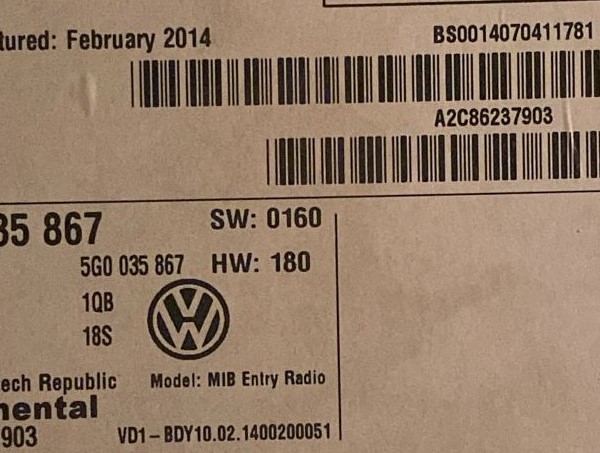 tured: February 2014
BS0014070411781
A2C86237903
35 867
SW: 0160
5G0 035 867
HW: 180
1QB
18S
ech Republic
Model: MIB Entry Radio
nental
903
VD1-BDY10.02.1400200051